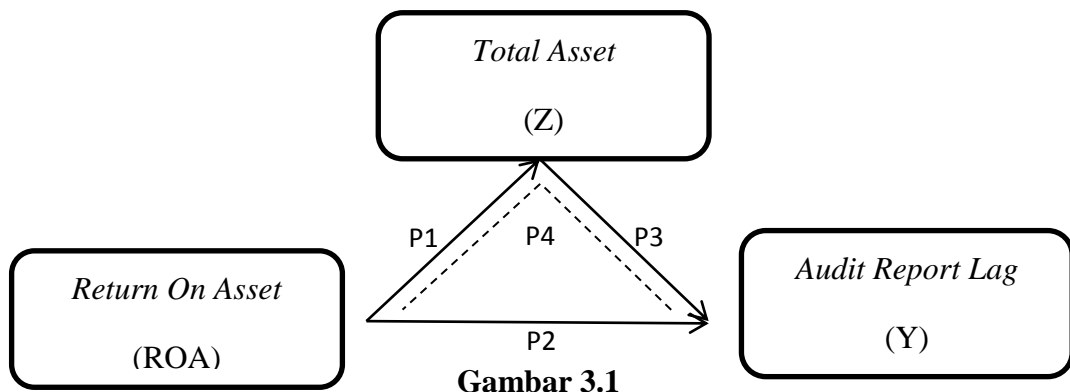 Total Asset
(Z)
P1
P4
P3
Return On Asset
(ROA)
Audit Report Lag
(Y)
P2
Gambar 3.1